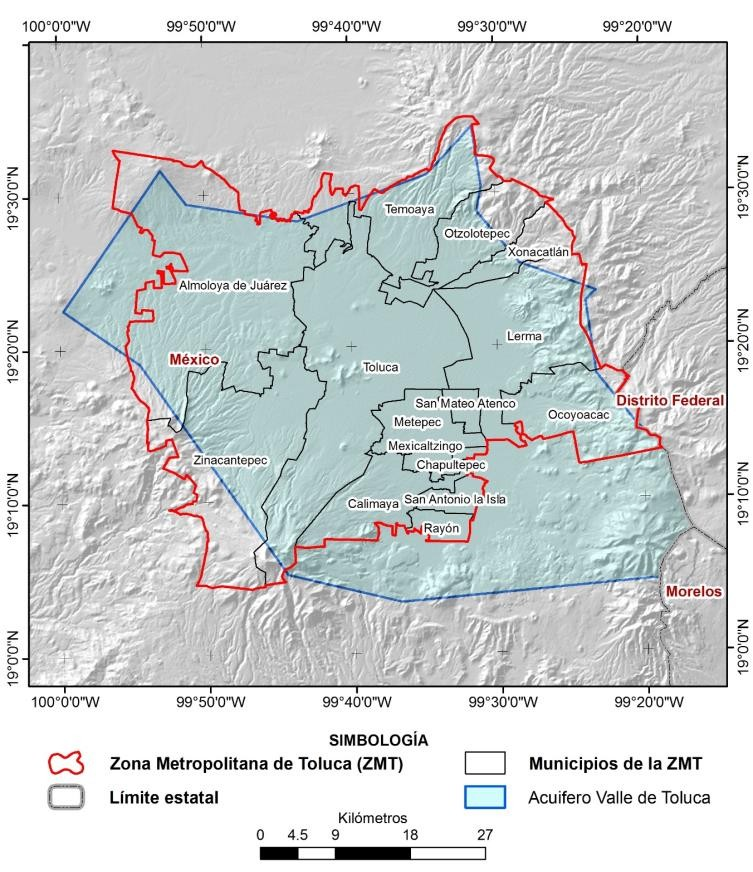 100°0'0"W 99°50'0"W 99°40'0"W 99°30'0"W 99°20'0"W
19°30'0"N
19°20'0"N
19°10'0"N
19°0'0"N
Temoaya
Otzolotepec
Xonacatlán
Almoloya de Juárez
Lerma
México
Toluca
Distrito Federal
San Mateo Atenco
Ocoyoacac
Metepec
Mexicaltzingo
Zinacantepec
Chapultepec
Calimaya
San Antonio la Isla
Rayón
Morelos
19°30'0"N
19°20'0"N
19°10'0"N
19°0'0"N
100°0'0"W 99°50'0"W 99°40'0"W 99°30'0"W 99°20'0"W
SIMBOLOGÍA
Zona Metropolitana de Toluca (ZMT)
Municipios de la ZMT
Límite estatal
Acuifero Valle de Toluca
Kilómetros
0 4.5 9 18 27